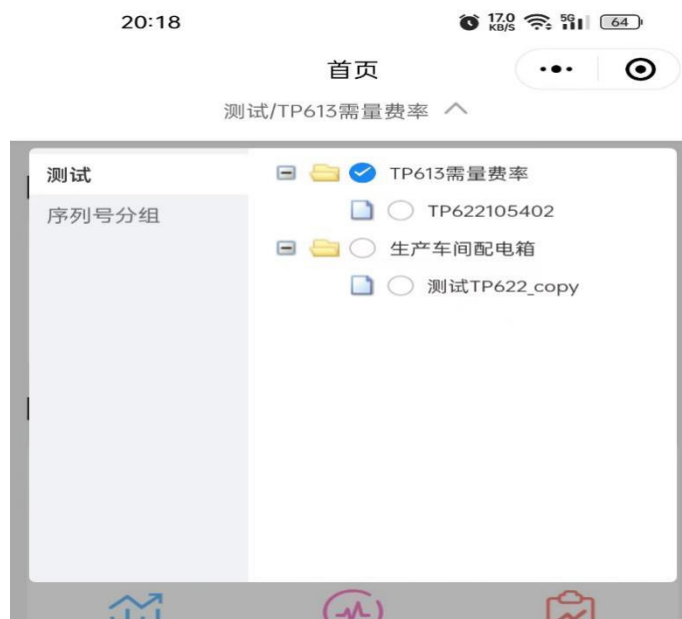 20:18 17.0 KB/S 5G 64
首页
测试/TP613需量费率
测试
TP613需量费率
序列号分组
TP622105402
生产车间配电箱
测试TP622_copy